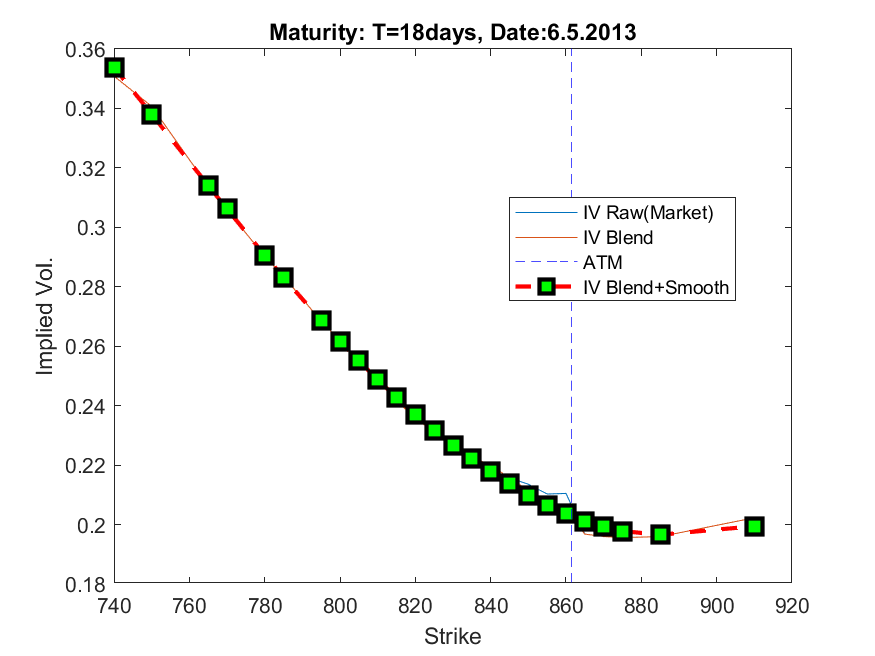 Maturity: T=18days, Date:6.5.2013
0.36
0.34
0.32
0.3
0.28
0.26
0.24
0.22
0.2
0.18
Implied Vol.
IV Raw(Market)
IV Blend
ATM
IV Blend+Smooth
740 760 780 800 820 840 860 880 900 920
Strike